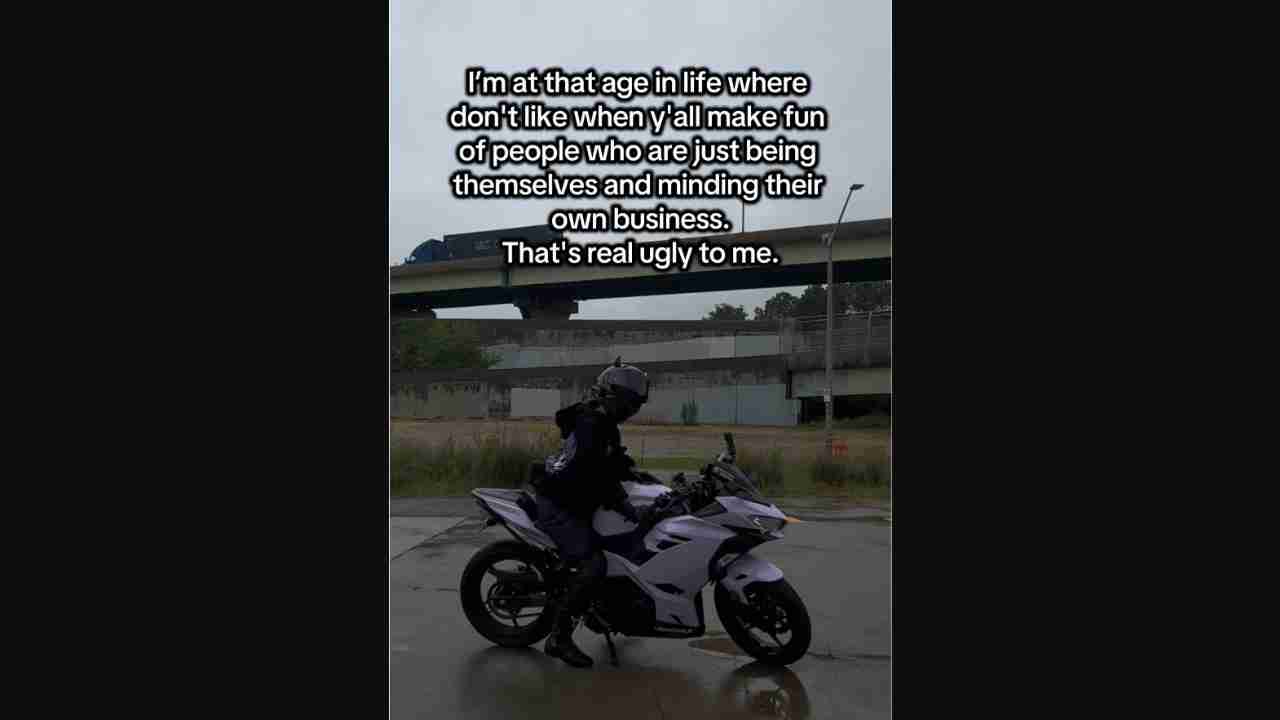 I'm at that age in life where
don't like when y'all make fun
of people who are just being
themselves and minding their
own business.
That's real ugly to me.